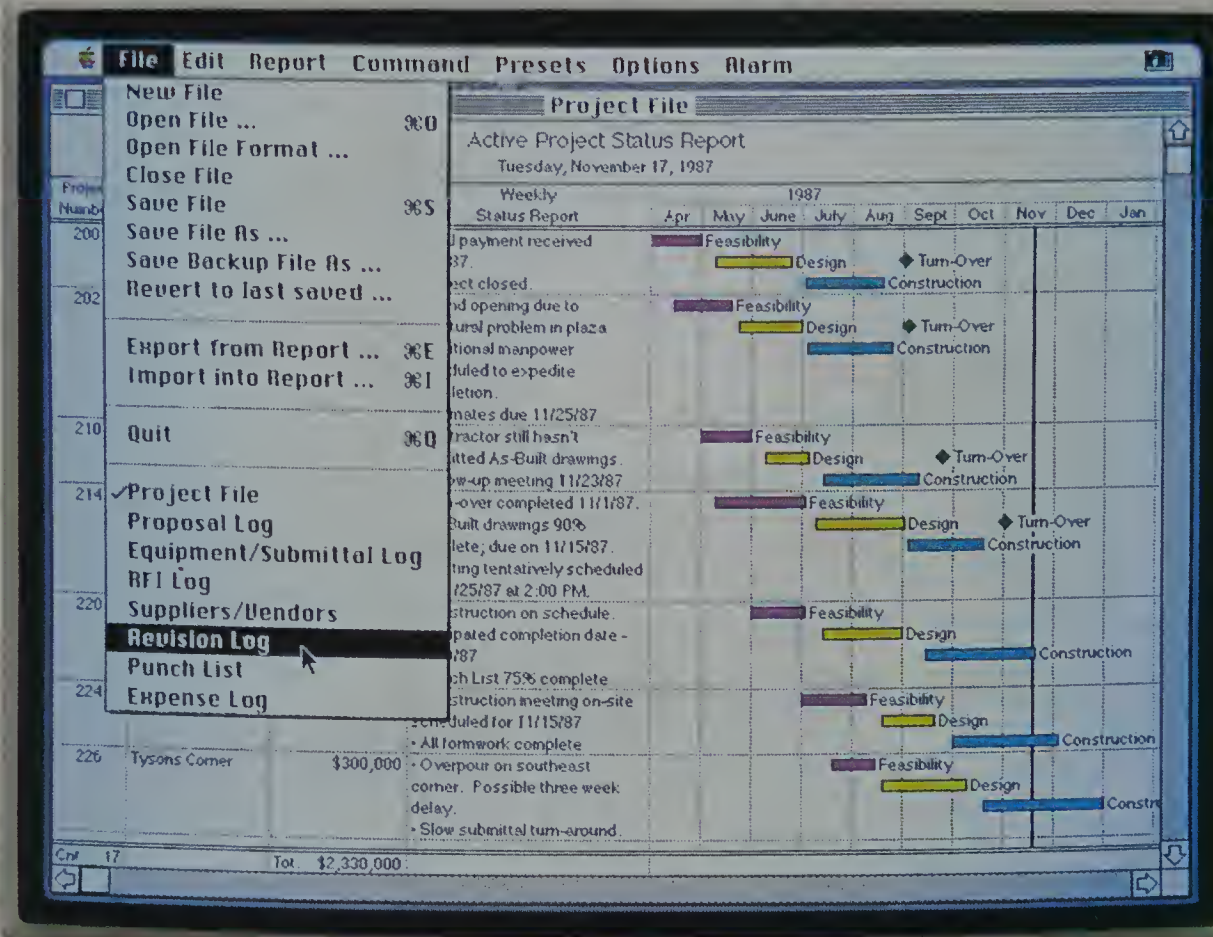 File Edit Report Command Presets Options Alarm
New File
Open File ... ⌘O
Open File Format ...
Close File
Save File ⌘S
Save File As ...
Save Backup File As ...
Revert to last saved ...
Export from Report ... ⌘E
Import into Report ... ⌘I
Quit ⌘Q
✓Project File
Proposal Log
Equipment/Submittal Log
RFI Log
Suppliers/Vendors
Revision Log
Punch List
Expense Log
Project File
Active Project Status Report
Tuesday, November 17, 1987
Weekly
Status Report
1987
Apr May June July Aug Sept Oct Nov Dec Jan
200
payment received
87.
ect closed.
Feasibility
Design
Turn-Over
Construction
202
nd opening due to
ural problem in plaza
tional manpower
duled to expedite
letion.
mates due 11/25/87
Feasibility
Design
Turn-Over
Construction
210
ractor still hasn't
itted As-Built drawings.
ow-up meeting 11/23/87
Feasibility
Design
Turn-Over
Construction
214
-over completed 11/1/87.
Built drawings 90%
lete; due on 11/15/87.
ting tentatively scheduled
/25/87 at 2:00 PM.
Feasibility
Design
Turn-Over
Construction
220
struction on schedule.
pated completion date -
/87
ch List 75% complete
Feasibility
Design
Construction
224
struction meeting on-site
scheduled for 11/15/87
• All formwork complete
Feasibility
Design
Construction
226 Tysons Corner $300,000
• Overpour on southeast
corner. Possible three week
delay.
• Slow submittal turn-around.
Feasibility
Design
Constr
Cnt 17 Tot. $2,330,000